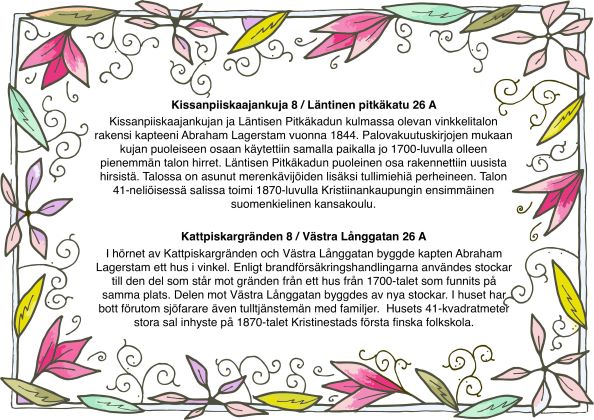 Kissanpiiskaajankuja 8 / Läntinen pitkäkatu 26 A
Kissanpiiskaajankujan ja Läntisen Pitkäkadun kulmassa olevan vinkkelitalon
rakensi kapteeni Abraham Lagerstam vuonna 1844. Palovakuutuskirjojen mukaan
kujan puoleiseen osaan käytettiin samalla paikalla jo 1700-luvulla olleen
pienemmän talon hirret. Läntisen Pitkäkadun puoleinen osa rakennettiin uusista
hirsistä. Talossa on asunut merenkävijöiden lisäksi tullimiehiä perheineen. Talon
41-neliöisessä salissa toimi 1870-luvulla Kristiinankaupungin ensimmäinen
suomenkielinen kansakoulu.
Kattpiskargränden 8 / Västra Långgatan 26 A
I hörnet av Kattpiskargränden och Västra Långgatan byggde kapten Abraham
Lagerstam ett hus i vinkel. Enligt brandförsäkringshandlingarna användes stockar
till den del som står mot gränden från ett hus från 1700-talet som funnits på
samma plats. Delen mot Västra Långgatan byggdes av nya stockar. I huset har
bott förutom sjöfarare även tulltjänstemän med familjer.  Husets 41-kvadratmeter
stora sal inhyste på 1870-talet Kristinestads första finska folkskola.